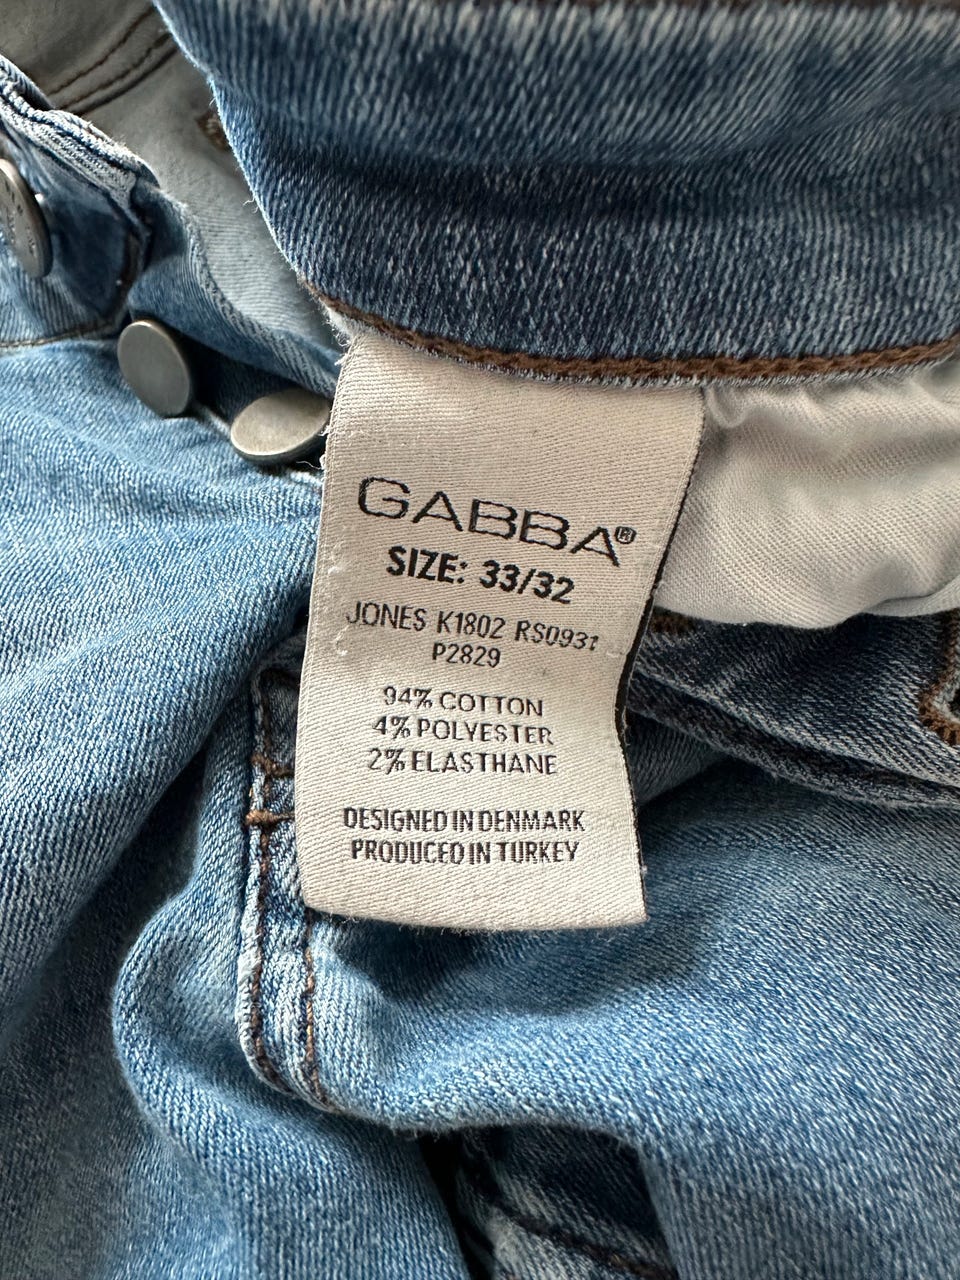 GABBA®
SIZE: 33/32
JONES K1802 RS0931
P2829
94% COTTON
4% POLYESTER
2% ELASTHANE
DESIGNED IN DENMARK
PRODUCED IN TURKEY